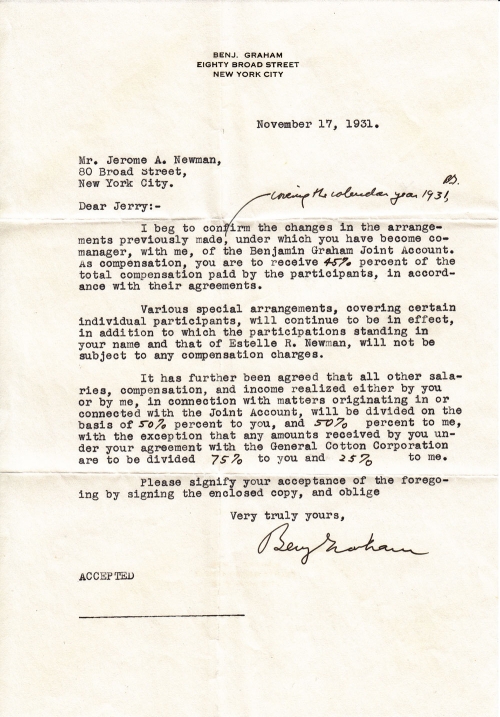 BENJ. GRAHAM
EIGHTY BROAD STREET
NEW YORK CITY
November 17, 1931.
Mr. Jerome A. Newman,
80 Broad Street,
New York City.
BG.
covering the calendar year 1931,
Dear Jerry:-
I beg to confirm the changes in the arrange-
ments previously made, under which you have become co-
manager, with me, of the Benjamin Graham Joint Account.
As compensation, you are to receive 45% percent of the
total compensation paid by the participants, in accord-
ance with their agreements.
Various special arrangements, covering certain
individual participants, will continue to be in effect,
in addition to which the participations standing in
your name and that of Estelle R. Newman, will not be
subject to any compensation charges.
It has further been agreed that all other sala-
ries, compensation, and income realized either by you
or by me, in connection with matters originating in or
connected with the Joint Account, will be divided on the
basis of 50% percent to you, and 50% percent to me,
with the exception that any amounts received by you un-
der your agreement with the General Cotton Corporation
are to be divided 75% to you and 25% to me.
Please signify your acceptance of the forego-
ing by signing the enclosed copy, and oblige
Very truly yours,
Benj Graham
ACCEPTED